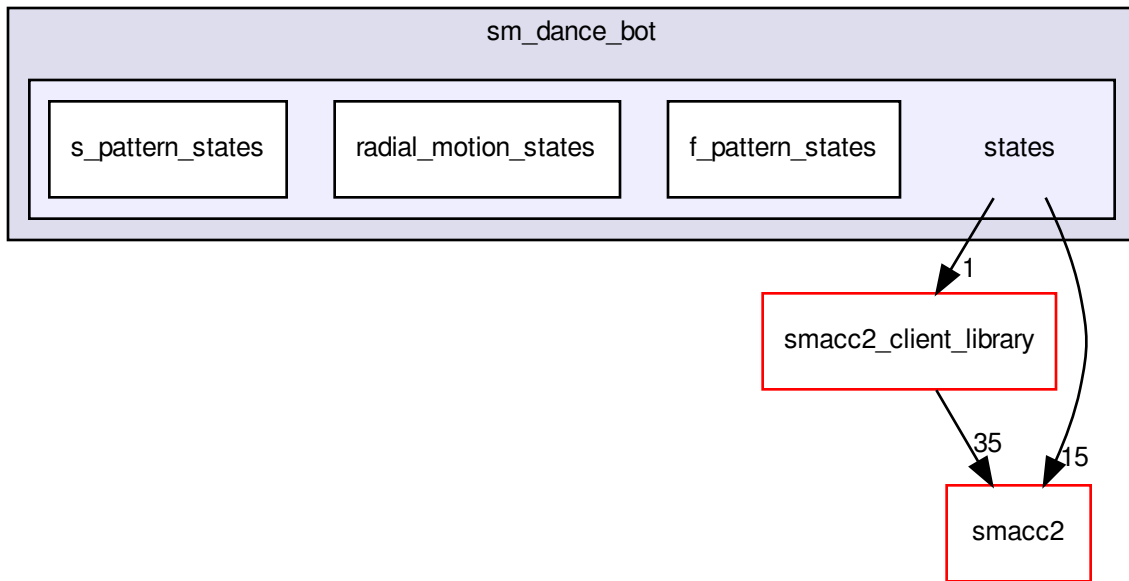 sm_dance_bot
s_pattern_states
radial_motion_states
f_pattern_states
states
1
smacc2_client_library
35
15
smacc2